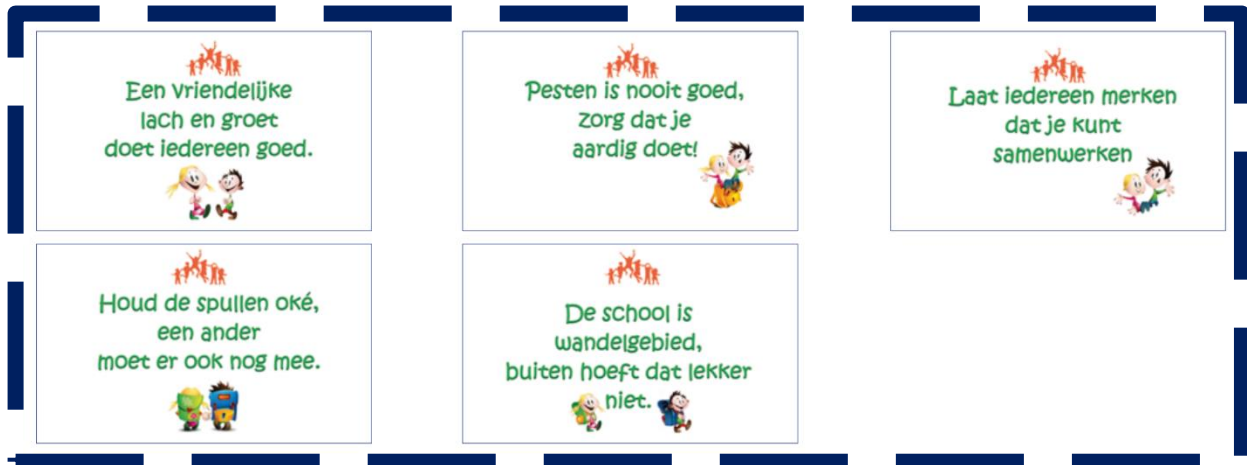 Een vriendelijke
lach en groet
doet iedereen goed.
Pesten is nooit goed,
zorg dat je
aardig doet!
Laat iedereen merken
dat je kunt
samenwerken
Houd de spullen oké,
een ander
moet er ook nog mee.
De school is
wandelgebied,
buiten hoeft dat lekker
niet.